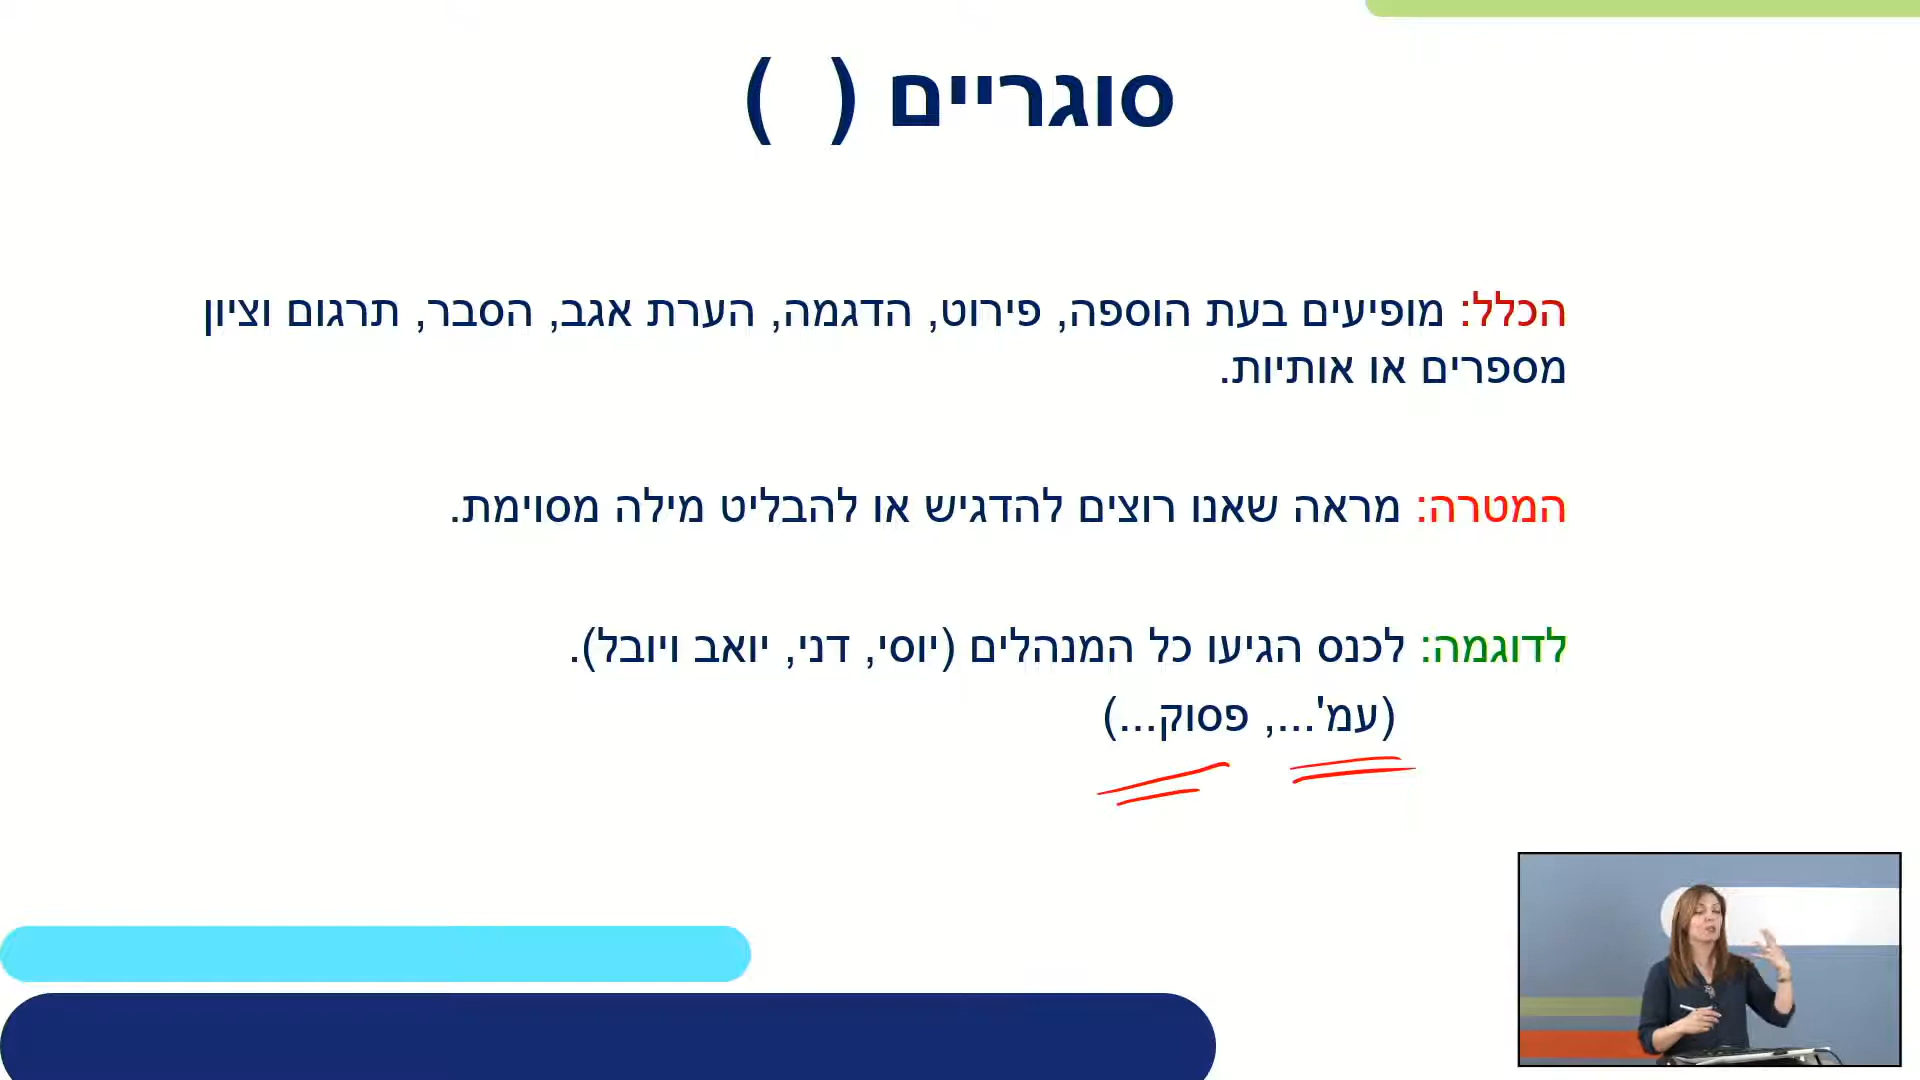 סוגריים (  )
הכלל: מופיעים בעת הוספה, פירוט, הדגמה, הערת אגב, הסבר, תרגום וציון
מספרים או אותיות.
המטרה: מראה שאנו רוצים להדגיש או להבליט מילה מסוימת.
לדוגמה: לכנס הגיעו כל המנהלים (יוסי, דני, יואב ויובל).
(עמ'..., פסוק...)